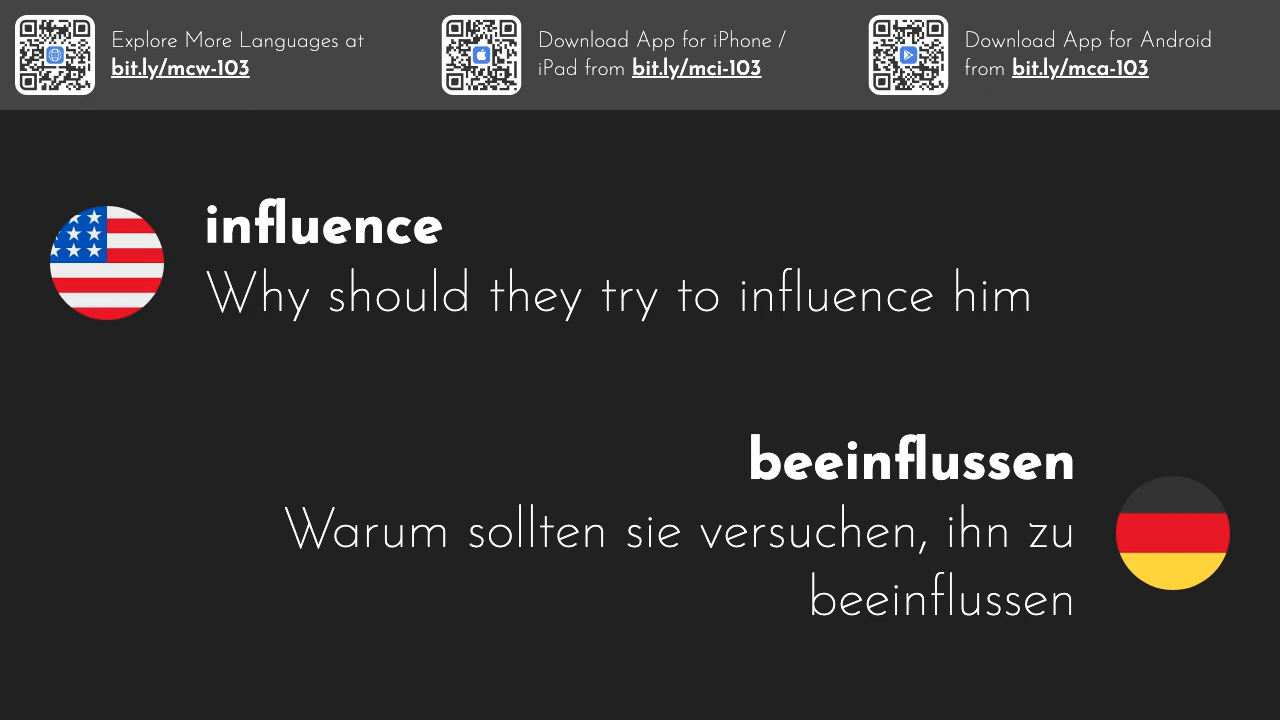 Explore More Languages at
bit.ly/mcw-103
Download App for iPhone /
iPad from bit.ly/mci-103
Download App for Android
from bit.ly/mca-103
influence
Why should they try to influence him
beeinflussen
Warum sollten sie versuchen, ihn zu
beeinflussen